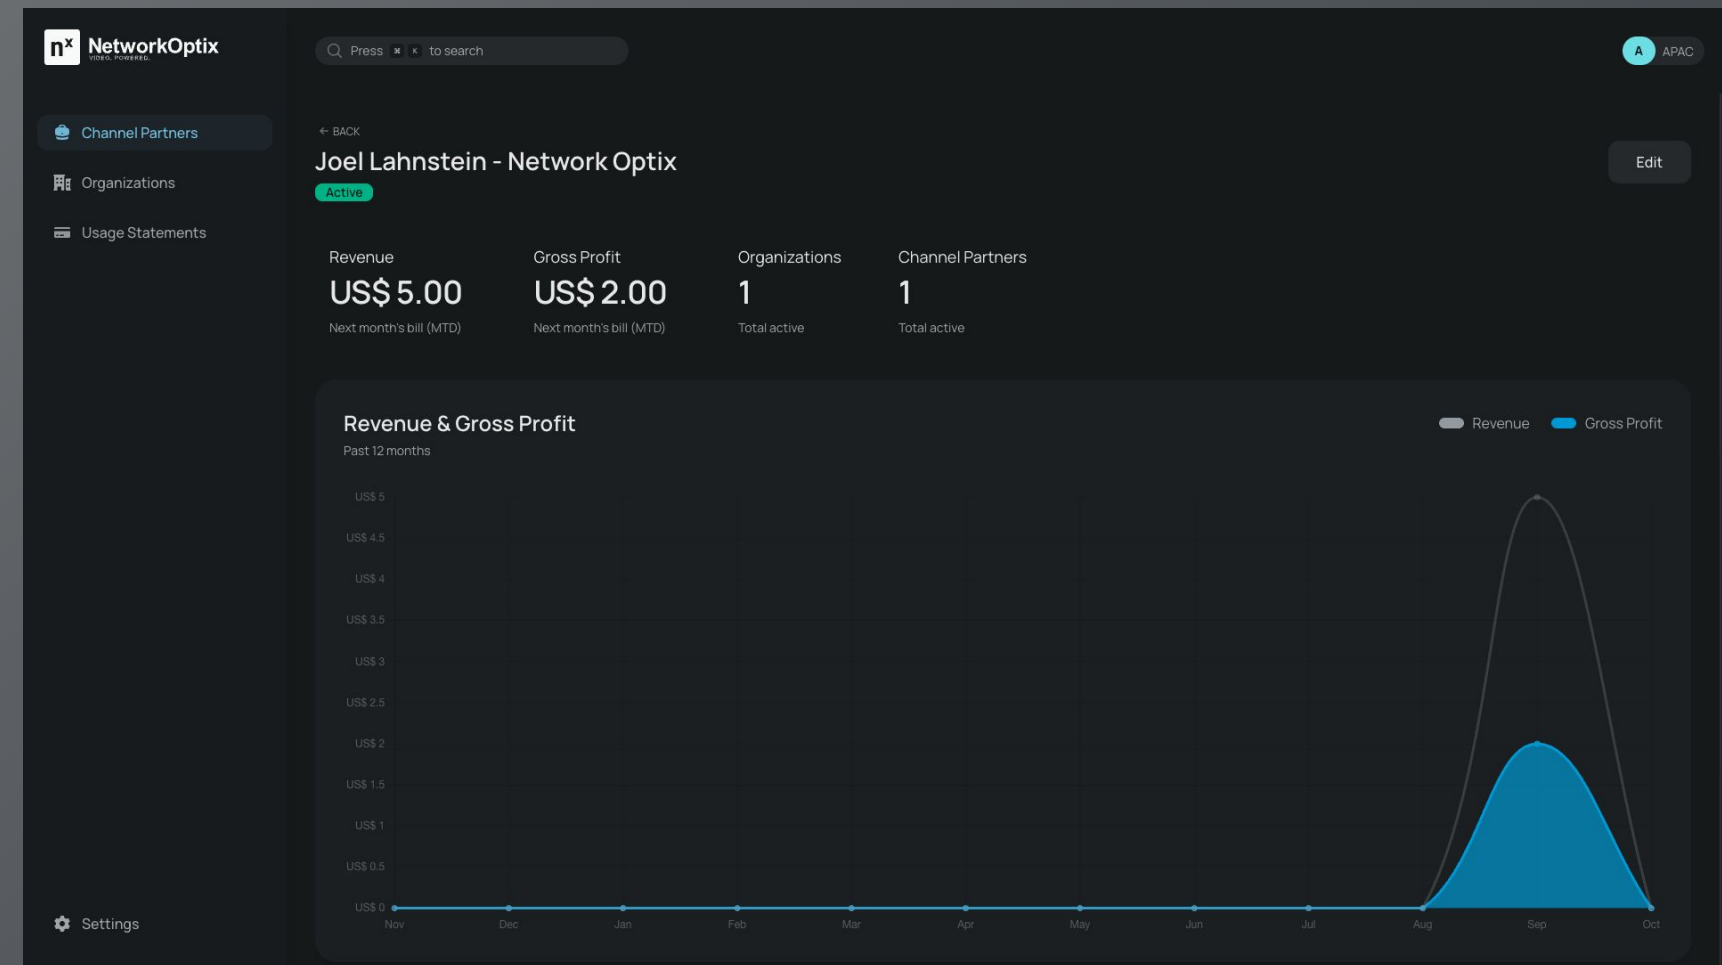 nx NetworkOptix
VIDEO. POWERED.
Press ⌘ K to search
A APAC
Channel Partners
Organizations
Usage Statements
Settings
← BACK
Joel Lahnstein - Network Optix
Active
Edit
Revenue
US$ 5.00
Next month's bill (MTD)
Gross Profit
US$ 2.00
Next month's bill (MTD)
Organizations
1
Total active
Channel Partners
1
Total active
Revenue & Gross Profit
Past 12 months
Revenue Gross Profit
US$ 5
US$ 4.5
US$ 4
US$ 3.5
US$ 3
US$ 2.5
US$ 2
US$ 1.5
US$ 1
US$ 0.5
US$ 0
Nov Dec Jan Feb Mar Apr May Jun Jul Aug Sep Oct